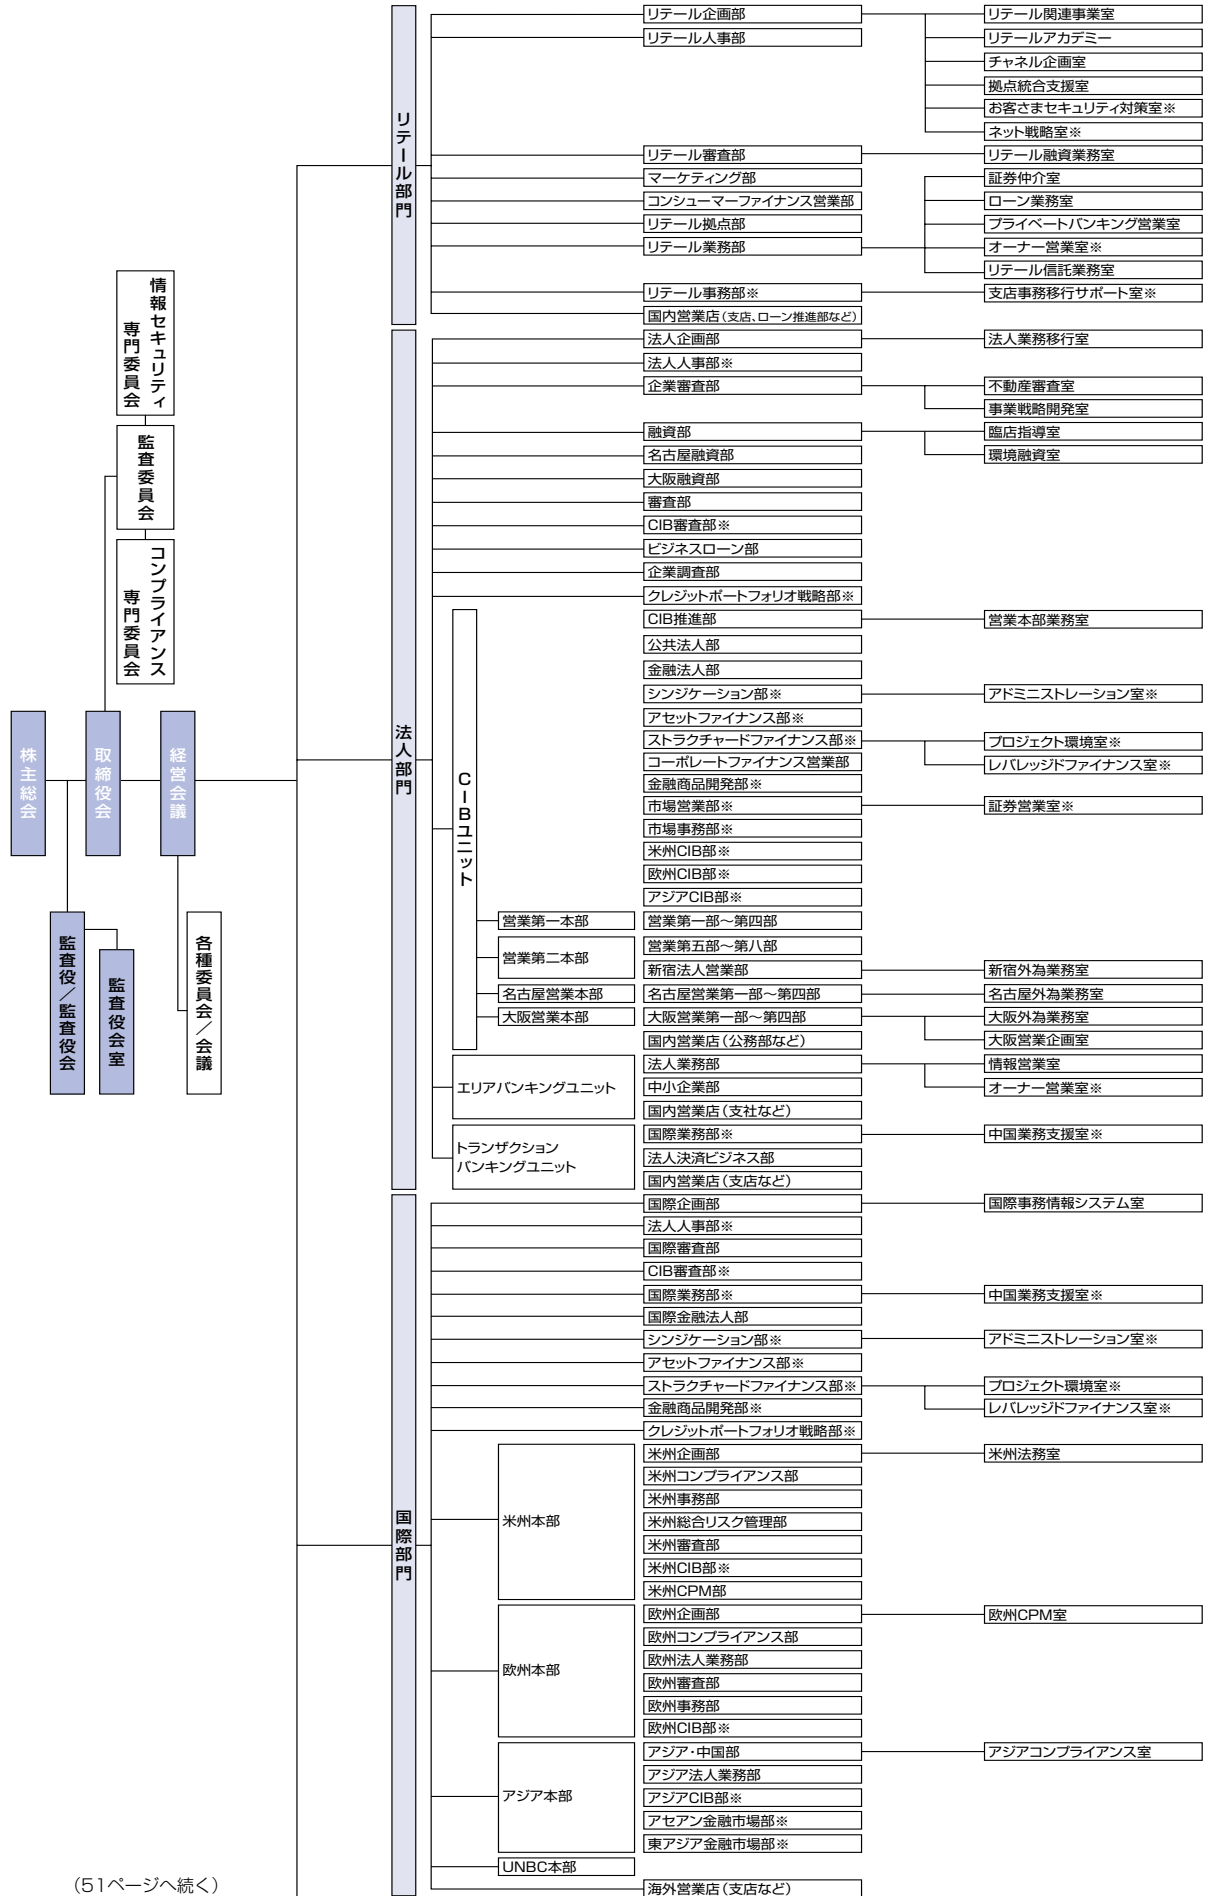 株主総会
取締役会
経営会議
監査役／監査役会
監査役会室
各種委員会／会議
情報セキュリティ
専門委員会
監査委員会
コンプライアンス
専門委員会
リテール部門
リテール企画部
リテール関連事業室
リテール人事部
リテールアカデミー
チャネル企画室
拠点統合支援室
お客さまセキュリティ対策室※
ネット戦略室※
リテール審査部
リテール融資業務室
マーケティング部
証券仲介室
コンシューマーファイナンス営業部
ローン業務室
リテール拠点部
プライベートバンキング営業室
リテール業務部
オーナー営業室※
リテール信託業務室
リテール事務部※
支店事務移行サポート室※
国内営業店（支店、ローン推進部など）
法人部門
法人企画部
法人業務移行室
法人人事部※
企業審査部
不動産審査室
事業戦略開発室
融資部
臨店指導室
名古屋融資部
環境融資室
大阪融資部
審査部
CIB審査部※
ビジネスローン部
企業調査部
クレジットポートフォリオ戦略部※
CIBユニット
CIB推進部
営業本部業務室
公共法人部
金融法人部
シンジケーション部※
アドミニストレーション室※
アセットファイナンス部※
ストラクチャードファイナンス部※
プロジェクト環境室※
コーポレートファイナンス営業部
レバレッジドファイナンス室※
金融商品開発部※
市場営業部※
証券営業室※
市場事務部※
米州CIB部※
欧州CIB部※
アジアCIB部※
営業第一本部
営業第一部～第四部
営業第二本部
営業第五部～第八部
新宿法人営業部
新宿外為業務室
名古屋営業本部
名古屋営業第一部～第四部
名古屋外為業務室
大阪営業本部
大阪営業第一部～第四部
大阪外為業務室
国内営業店（公務部など）
大阪営業企画室
エリアバンキングユニット
法人業務部
情報営業室
中小企業部
オーナー営業室※
国内営業店（支社など）
トランザクション
バンキングユニット
国際業務部※
中国業務支援室※
法人決済ビジネス部
国内営業店（支店など）
国際部門
国際企画部
国際事務情報システム室
法人人事部※
国際審査部
CIB審査部※
国際業務部※
中国業務支援室※
国際金融法人部
シンジケーション部※
アドミニストレーション室※
アセットファイナンス部※
ストラクチャードファイナンス部※
プロジェクト環境室※
金融商品開発部※
レバレッジドファイナンス室※
クレジットポートフォリオ戦略部※
米州本部
米州企画部
米州法務室
米州コンプライアンス部
米州事務部
米州総合リスク管理部
米州審査部
米州CIB部※
米州CPM部
欧州本部
欧州企画部
欧州CPM室
欧州コンプライアンス部
欧州法人業務部
欧州審査部
欧州事務部
欧州CIB部※
アジア本部
アジア・中国部
アジアコンプライアンス室
アジア法人業務部
アジアCIB部※
アセアン金融市場部※
東アジア金融市場部※
UNBC本部
海外営業店（支店など）
（51ページへ続く）